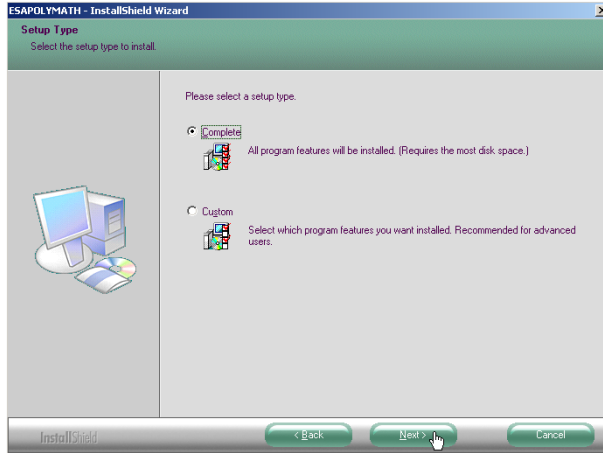 ESAPOLYMATH - InstallShield Wizard
Setup Type
Select the setup type to install.
Please select a setup type.
Complete
All program features will be installed. (Requires the most disk space.)
Custom
Select which program features you want installed. Recommended for advanced
users.
InstallShield
< Back
Next >
Cancel